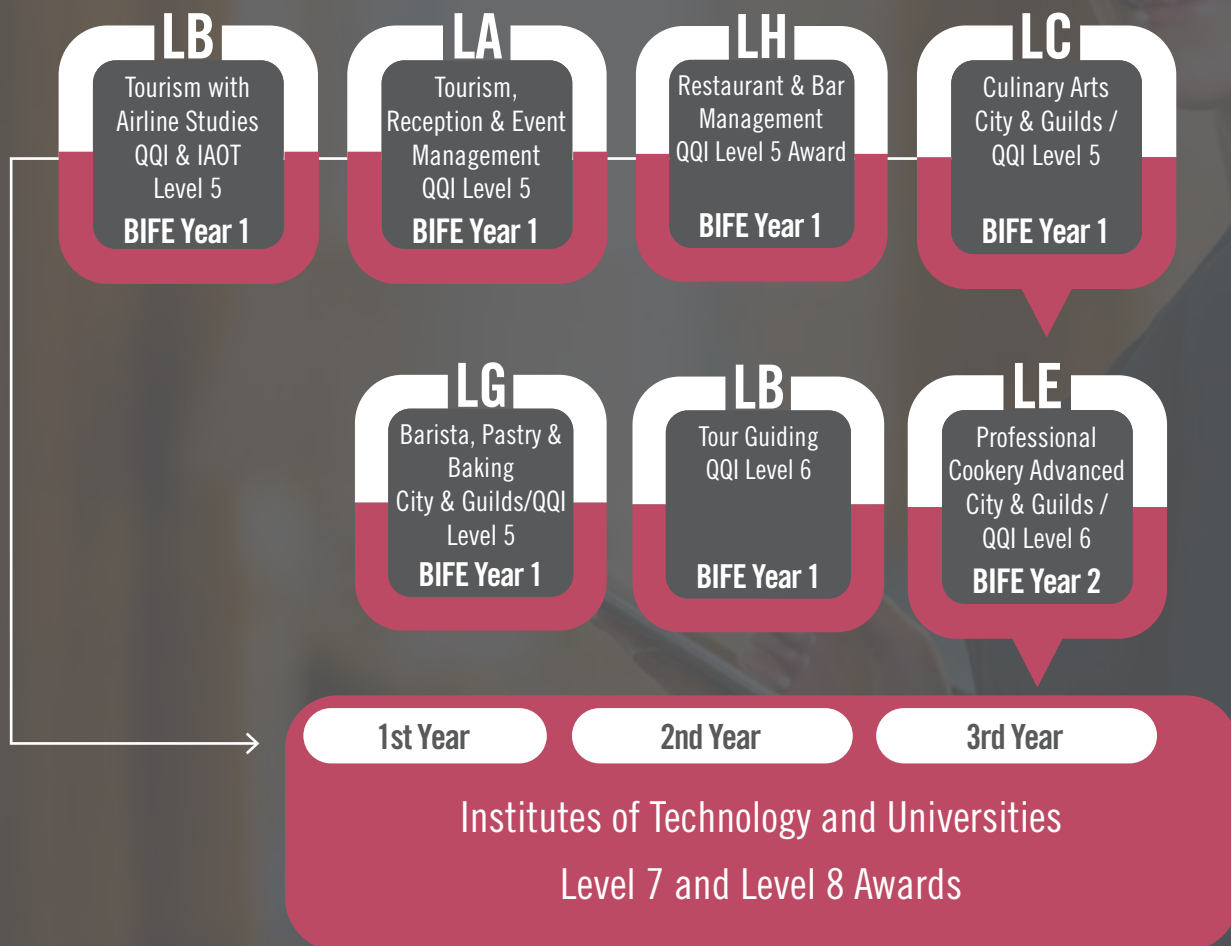 LB
Tourism with
Airline Studies
QQI & IAOT
Level 5
BIFE Year 1
LA
Tourism,
Reception & Event
Management
QQI Level 5
BIFE Year 1
LH
Restaurant & Bar
Management
QQI Level 5 Award
BIFE Year 1
LC
Culinary Arts
City & Guilds /
QQI Level 5
BIFE Year 1
LG
Barista, Pastry &
Baking
City & Guilds/QQI
Level 5
BIFE Year 1
LB
Tour Guiding
QQI Level 6
BIFE Year 1
LE
Professional
Cookery Advanced
City & Guilds /
QQI Level 6
BIFE Year 2
1st Year
2nd Year
3rd Year
Institutes of Technology and Universities
Level 7 and Level 8 Awards